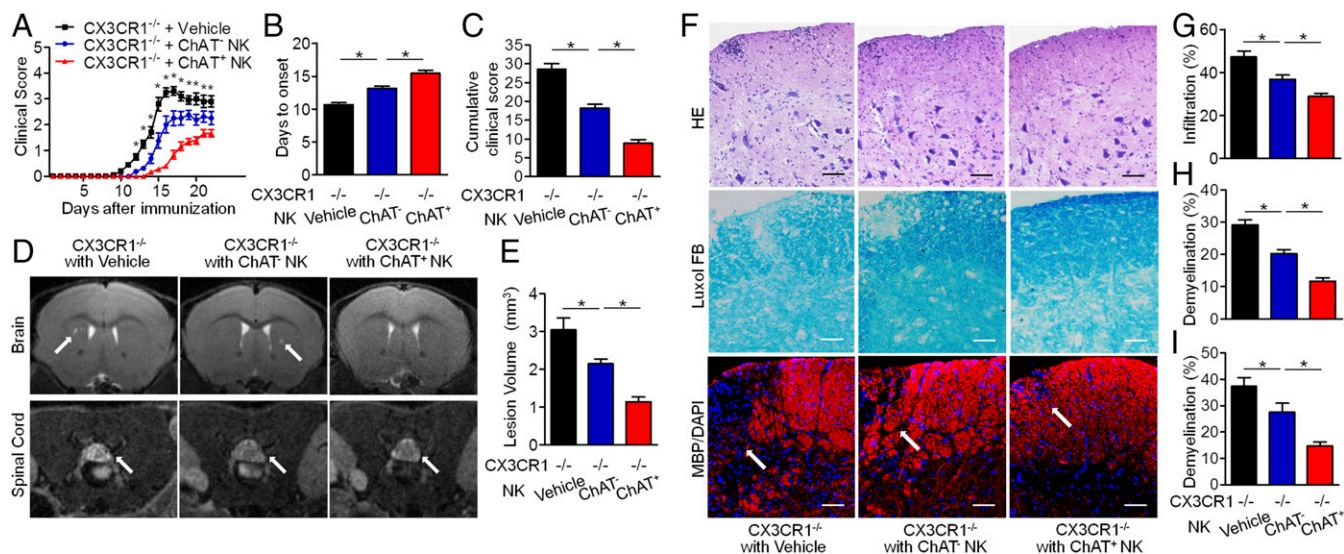 A
CX3CR1-/- + Vehicle
CX3CR1-/- + ChAT- NK
CX3CR1-/- + ChAT+ NK
Clinical Score
5
4
3
2
1
0
5 10 15 20
Days after immunization
* * * * * * * * * * *
B
Days to onset
20
15
10
5
0
* *
CX3CR1 -/- -/- -/-
NK Vehicle ChAT- ChAT+
C
Cumulative
clinical score
35
30
25
20
15
10
5
0
* *
CX3CR1 -/- -/- -/-
NK Vehicle ChAT- ChAT+
D
CX3CR1-/-
with Vehicle
CX3CR1-/-
with ChAT- NK
CX3CR1-/-
with ChAT+ NK
Brain
Spinal Cord
E
Lesion Volume (mm3)
4
3
2
1
0
* *
CX3CR1 -/- -/- -/-
NK Vehicle ChAT- ChAT+
F
HE
Luxol FB
MBP/DAPI
CX3CR1-/-
with Vehicle
CX3CR1-/-
with ChAT- NK
CX3CR1-/-
with ChAT+ NK
G
Infiltration (%)
60
40
20
0
* *
H
Demyelination (%)
40
30
20
10
0
* *
I
Demyelination (%)
50
40
30
20
10
0
* *
CX3CR1 -/- -/- -/-
NK Vehicle ChAT- ChAT+